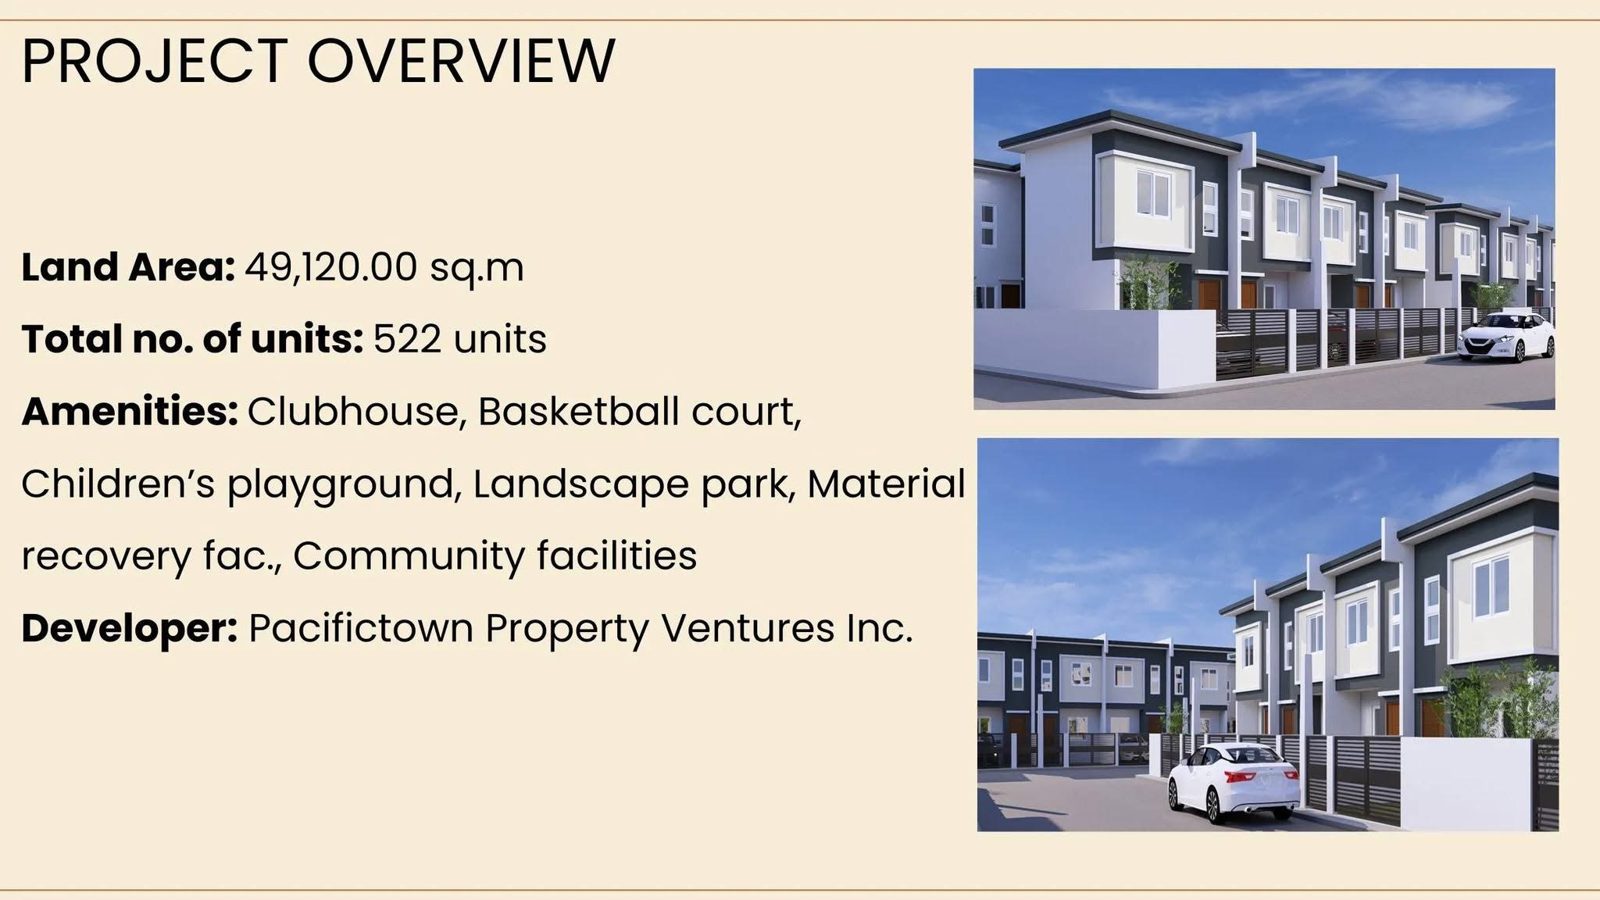 PROJECT OVERVIEW
Land Area: 49,120.00 sq.m
Total no. of units: 522 units
Amenities: Clubhouse, Basketball court,
Children’s playground, Landscape park, Material
recovery fac., Community facilities
Developer: Pacifictown Property Ventures Inc.